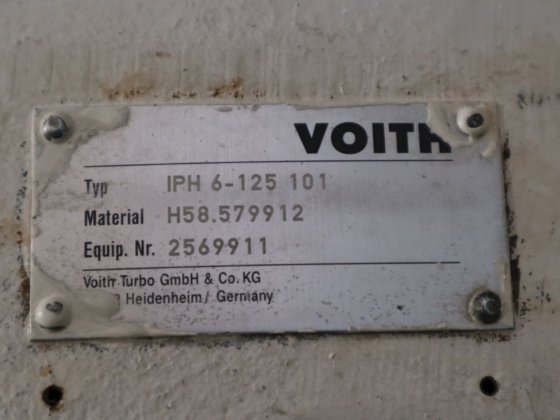 VOITH
Typ IPH 6-125 101
Material H58.579912
Equip. Nr. 2569911
Voith Turbo GmbH & Co. KG
Heidenheim / Germany